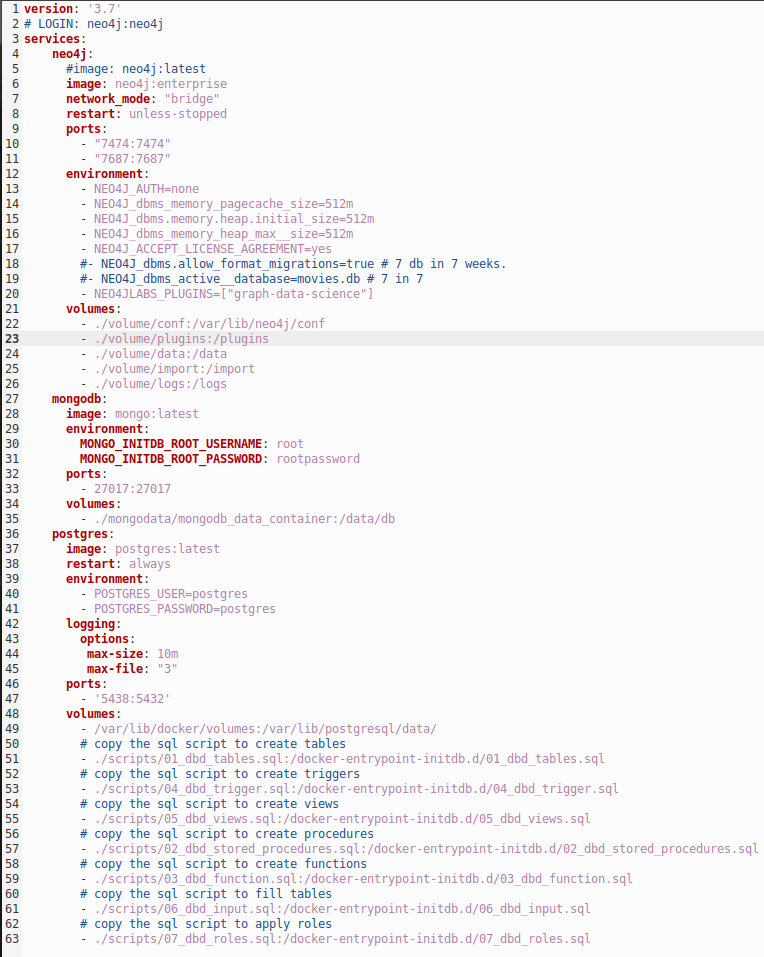 1 version: '3.7'
2 # LOGIN: neo4j:neo4j
3 services:
4     neo4j:
5       #image: neo4j:latest
6       image: neo4j:enterprise
7       network_mode: "bridge"
8       restart: unless-stopped
9       ports:
10         - "7474:7474"
11         - "7687:7687"
12       environment:
13         - NEO4J_AUTH=none
14         - NEO4J_dbms_memory_pagecache_size=512m
15         - NEO4J_dbms.memory.heap.initial_size=512m
16         - NEO4J_dbms_memory_heap_max__size=512m
17         - NEO4J_ACCEPT_LICENSE_AGREEMENT=yes
18         #- NEO4J_dbms.allow_format_migrations=true # 7 db in 7 weeks.
19         #- NEO4J_dbms_active__database=movies.db # 7 in 7
20         - NEO4JLABS_PLUGINS=["graph-data-science"]
21       volumes:
22         - ./volume/conf:/var/lib/neo4j/conf
23         - ./volume/plugins:/plugins
24         - ./volume/data:/data
25         - ./volume/import:/import
26         - ./volume/logs:/logs
27     mongodb:
28       image: mongo:latest
29       environment:
30         MONGO_INITDB_ROOT_USERNAME: root
31         MONGO_INITDB_ROOT_PASSWORD: rootpassword
32       ports:
33         - 27017:27017
34       volumes:
35         - ./mongodata/mongodb_data_container:/data/db
36     postgres:
37       image: postgres:latest
38       restart: always
39       environment:
40         - POSTGRES_USER=postgres
41         - POSTGRES_PASSWORD=postgres
42       logging:
43         options:
44          max-size: 10m
45          max-file: "3"
46       ports:
47         - '5438:5432'
48       volumes:
49         - /var/lib/docker/volumes:/var/lib/postgresql/data/
50         # copy the sql script to create tables
51         - ./scripts/01_dbd_tables.sql:/docker-entrypoint-initdb.d/01_dbd_tables.sql
52         # copy the sql script to create triggers
53         - ./scripts/04_dbd_trigger.sql:/docker-entrypoint-initdb.d/04_dbd_trigger.sql
54         # copy the sql script to create views
55         - ./scripts/05_dbd_views.sql:/docker-entrypoint-initdb.d/05_dbd_views.sql
56         # copy the sql script to create procedures
57         - ./scripts/02_dbd_stored_procedures.sql:/docker-entrypoint-initdb.d/02_dbd_stored_procedures.sql
58         # copy the sql script to create functions
59         - ./scripts/03_dbd_function.sql:/docker-entrypoint-initdb.d/03_dbd_function.sql
60         # copy the sql script to fill tables
61         - ./scripts/06_dbd_input.sql:/docker-entrypoint-initdb.d/06_dbd_input.sql
62         # copy the sql script to apply roles
63         - ./scripts/07_dbd_roles.sql:/docker-entrypoint-initdb.d/07_dbd_roles.sql